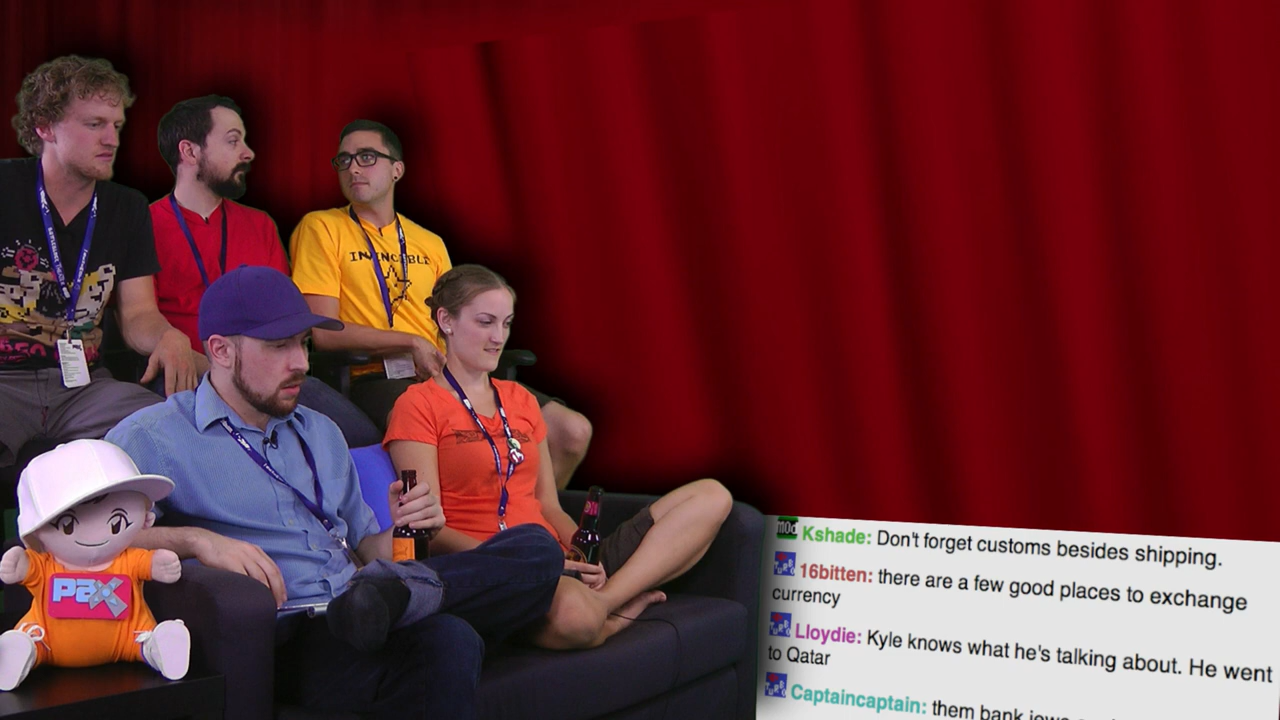 INVINCIBLE
PAX
Kshade: Don't forget customs besides shipping.
16bitten: there are a few good places to exchange
currency
Lloydie: Kyle knows what he's talking about. He went
to Qatar
Captaincaptain: them bank jews